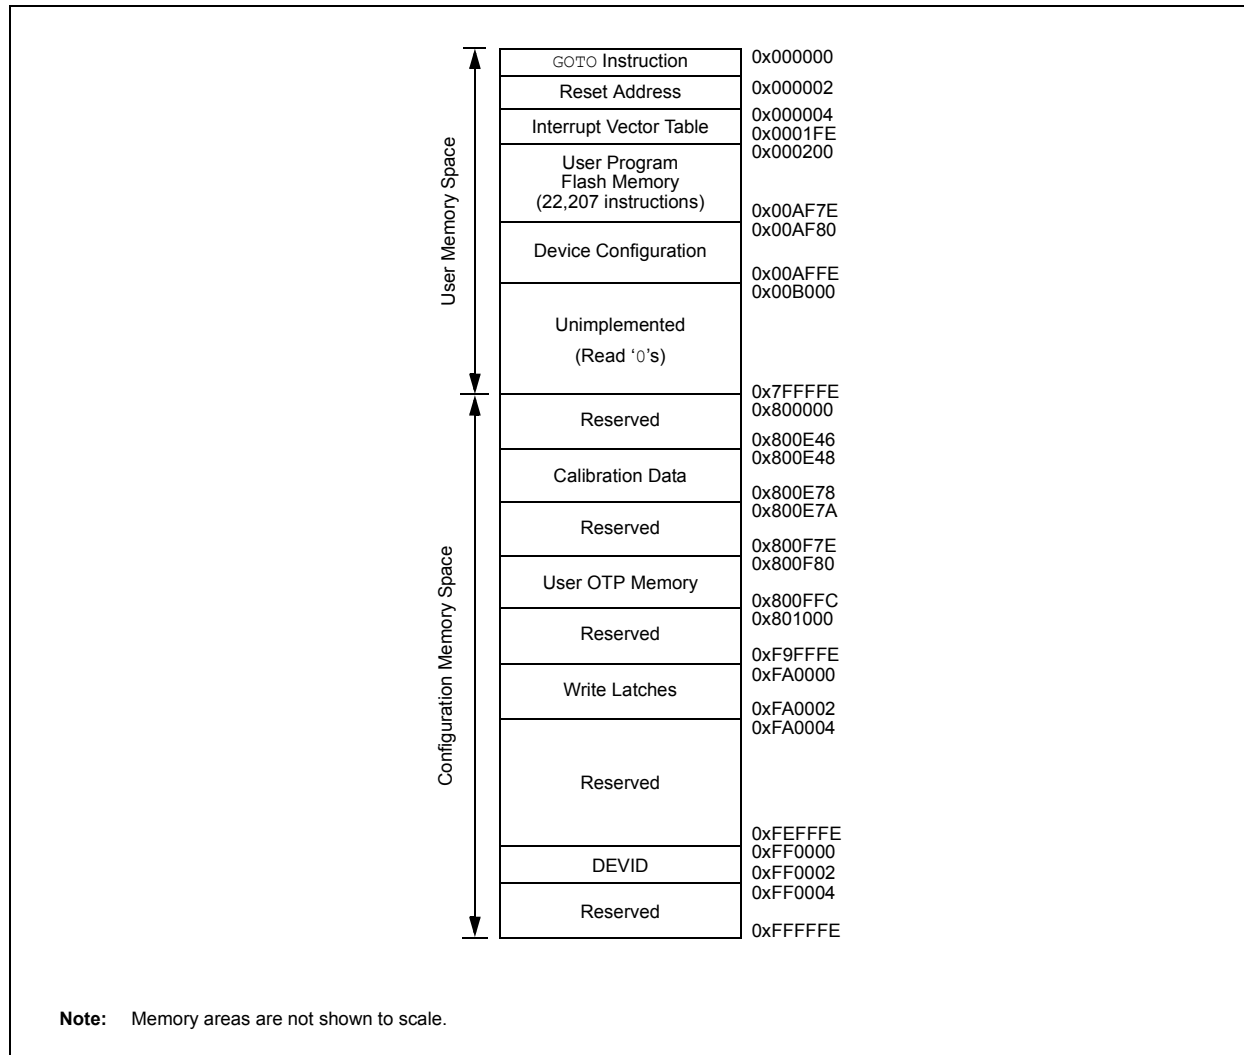 GOTO Instruction
0x000000
Reset Address
0x000002
0x000004
Interrupt Vector Table
0x0001FE
0x000200
User Program
Flash Memory
(22,207 instructions)
0x00AF7E
0x00AF80
Device Configuration
0x00AFFE
0x00B000
Unimplemented
(Read ‘0’s)
0x7FFFFE
User Memory Space
0x800000
Reserved
0x800E46
0x800E48
Calibration Data
0x800E78
0x800E7A
Reserved
0x800F7E
0x800F80
User OTP Memory
0x800FFC
0x801000
Reserved
0xF9FFFE
0xFA0000
Write Latches
0xFA0002
0xFA0004
Reserved
0xFEFFFE
0xFF0000
DEVID
0xFF0002
0xFF0004
Reserved
0xFFFFFE
Configuration Memory Space
Note: Memory areas are not shown to scale.